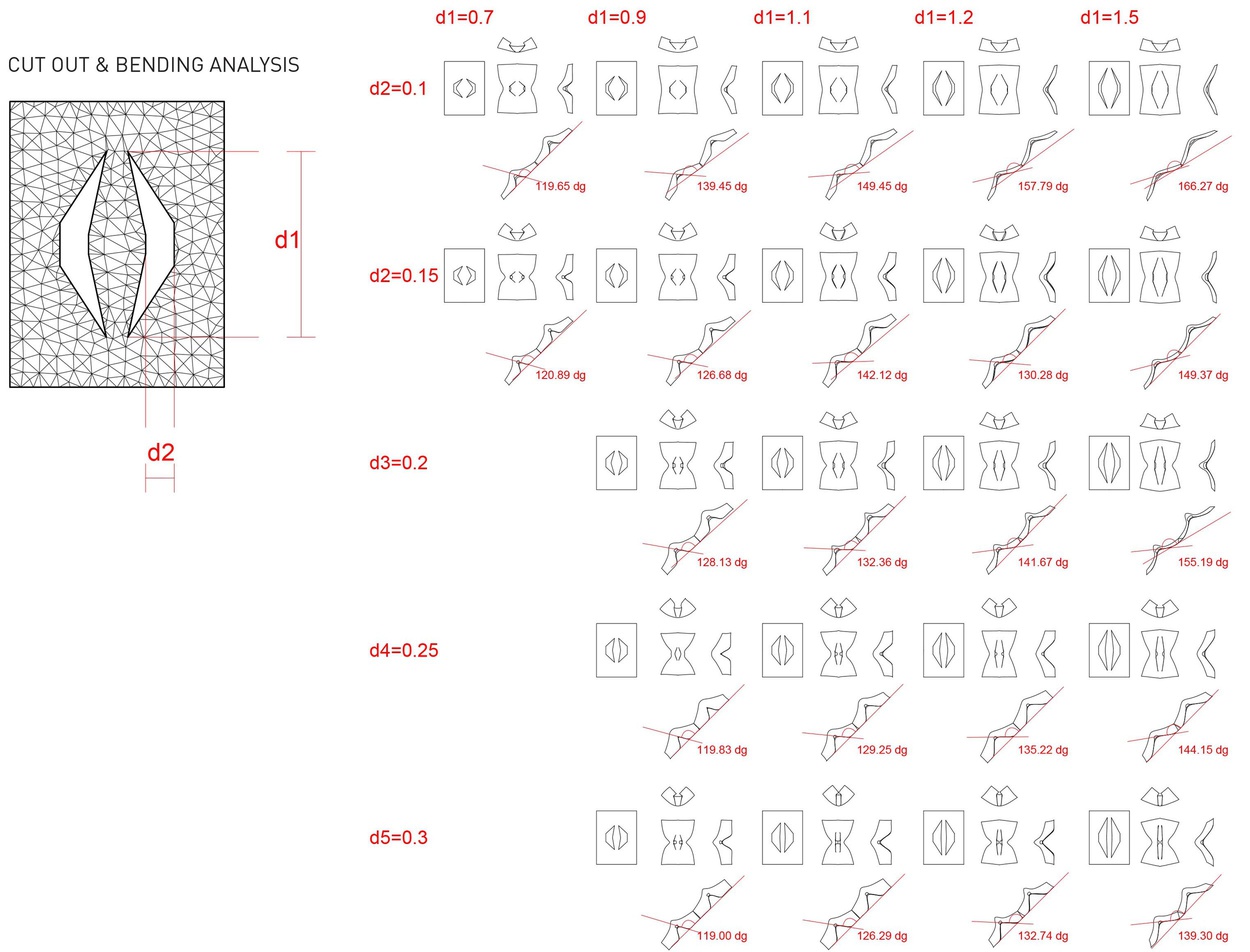 d1=0.7 d1=0.9 d1=1.1 d1=1.2 d1=1.5
CUT OUT & BENDING ANALYSIS
d2=0.1
119.65 dg 139.45 dg 149.45 dg 157.79 dg 166.27 dg
d1
d2=0.15
120.89 dg 126.68 dg 142.12 dg 130.28 dg 149.37 dg
d2
d3=0.2
128.13 dg 132.36 dg 141.67 dg 155.19 dg
d4=0.25
119.83 dg 129.25 dg 135.22 dg 144.15 dg
d5=0.3
119.00 dg 126.29 dg 132.74 dg 139.30 dg